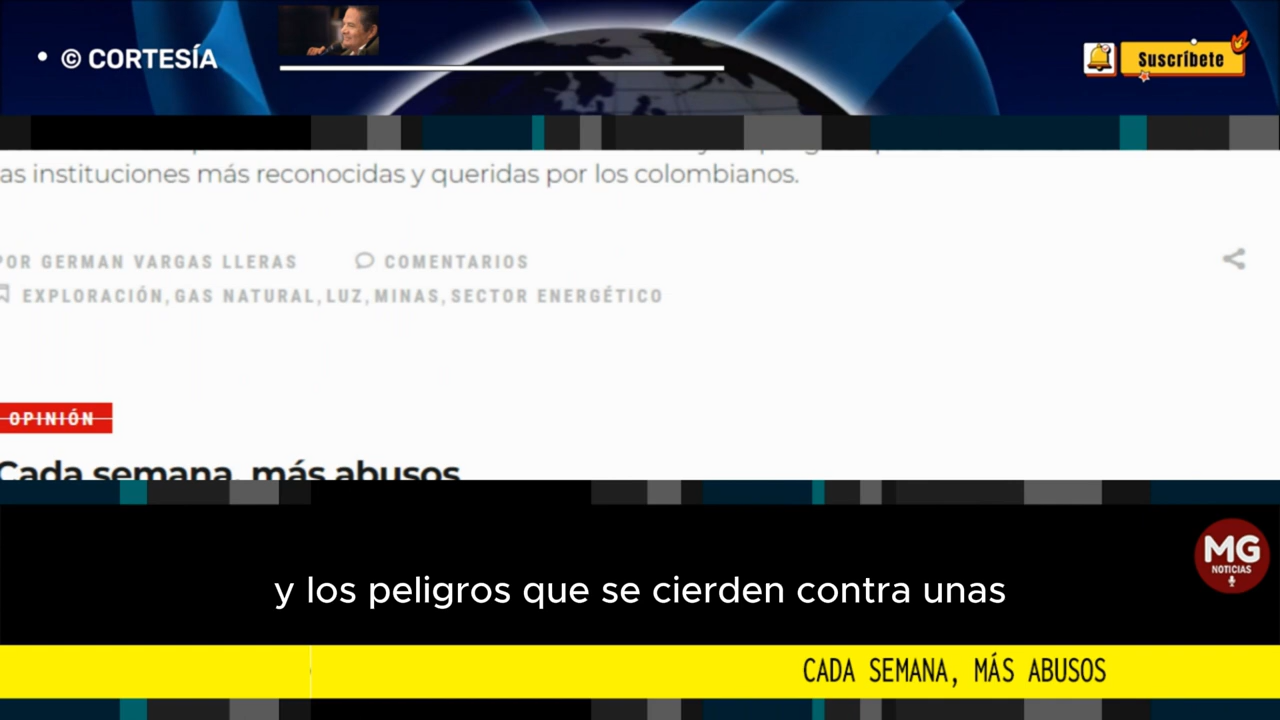 • © CORTESÍA
Suscríbete
as instituciones más reconocidas y queridas por los colombianos.
POR GERMAN VARGAS LLERAS COMENTARIOS
EXPLORACIÓN, GAS NATURAL, LUZ, MINAS, SECTOR ENERGÉTICO
OPINIÓN
Cada semana, más abusos
MG
NOTICIAS
y los peligros que se cierden contra unas
CADA SEMANA, MÁS ABUSOS